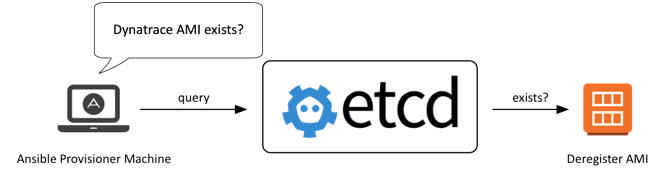 Dynatrace AMI exists?
query
etcd
exists?
Ansible Provisioner Machine
Deregister AMI